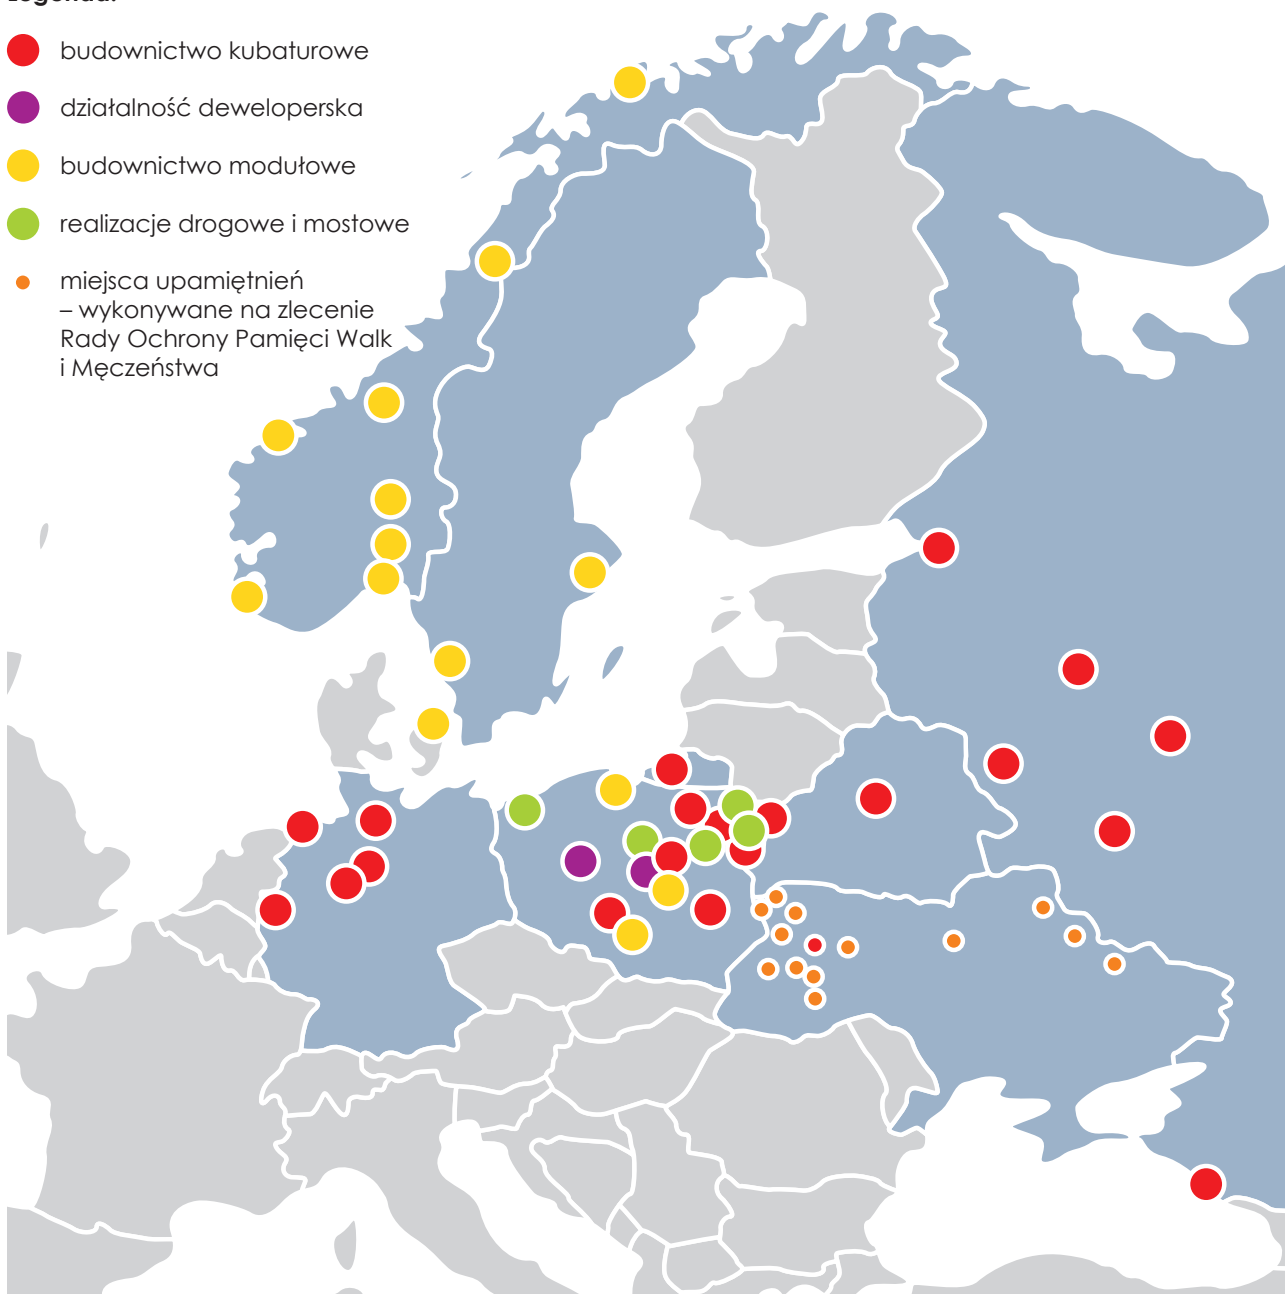 Legenda:
budownictwo kubaturowe
działalność deweloperska
budownictwo modułowe
realizacje drogowe i mostowe
miejsca upamiętnień
– wykonywane na zlecenie
Rady Ochrony Pamięci Walk
i Męczeństwa